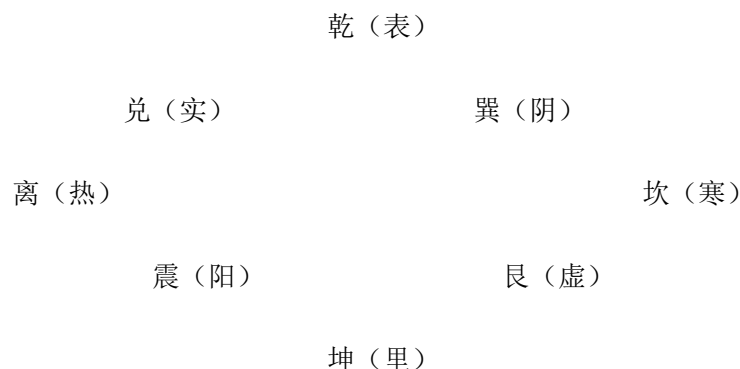 乾（表）
兑（实） 巽（阴）
离（热） 坎（寒）
震（阳） 艮（虚）
坤（里）